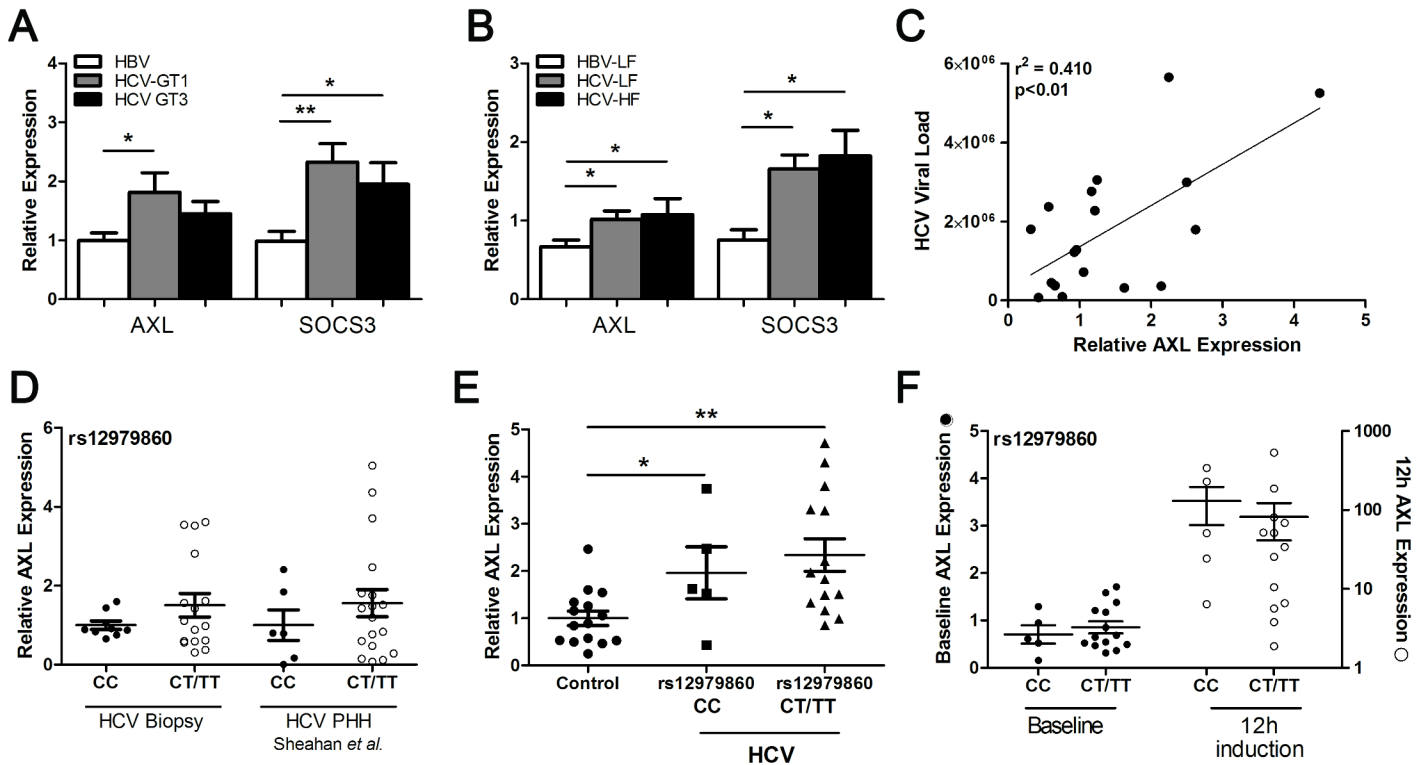 A
Relative Expression
4
3
2
1
0
HBV
HCV-GT1
HCV GT3
*
**
*
AXL
SOCS3
B
Relative Expression
3
2
1
0
HBV-LF
HCV-LF
HCV-HF
*
*
*
*
AXL
SOCS3
C
HCV Viral Load
6×10⁰⁶
4×10⁰⁶
2×10⁰⁶
0
r² = 0.410
p<0.01
0 1 2 3 4 5
Relative AXL Expression
D
Relative AXL Expression
6
4
2
0
rs12979860
CC CT/TT CC CT/TT
HCV Biopsy HCV PHH
Sheahan et al.
E
Relative AXL Expression
5
4
3
2
1
0
**
*
Control rs12979860 rs12979860
CC CT/TT
HCV
F
Baseline AXL Expression
5
4
3
2
1
0
rs12979860
1000
100
10
1
12h AXL Expression
CC CT/TT CC CT/TT
Baseline 12h
induction